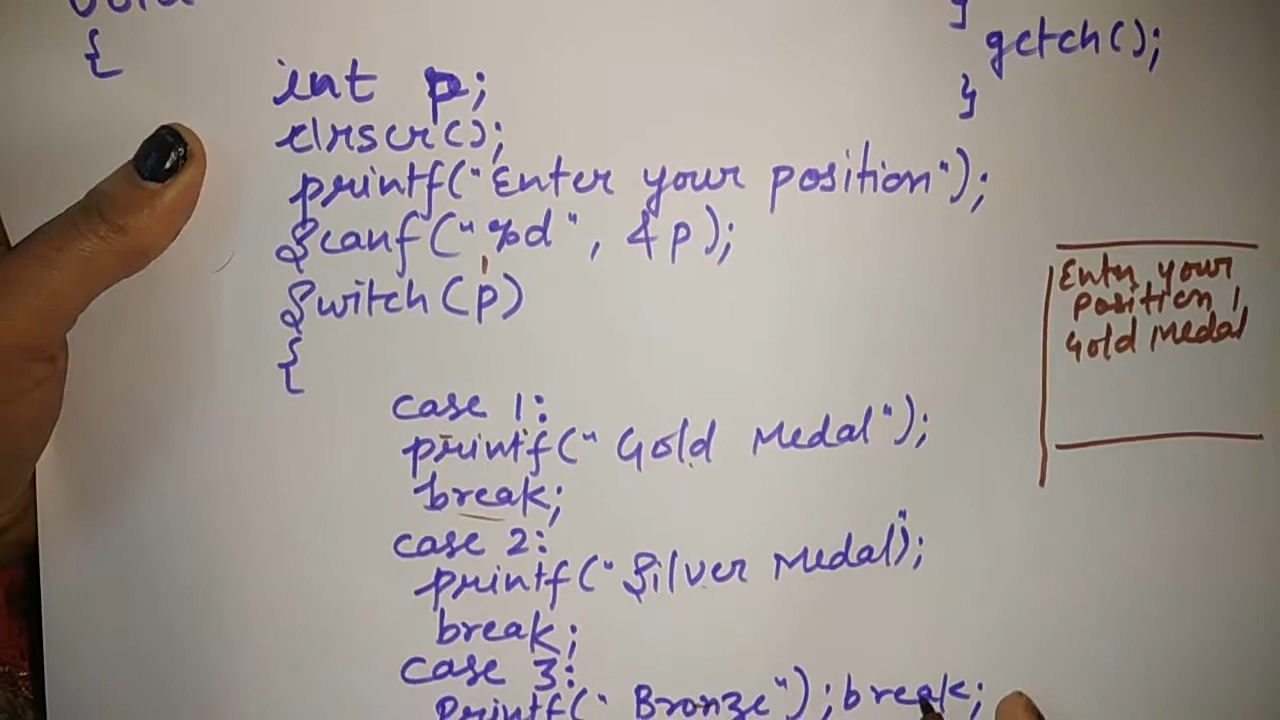 {
int p;
clrscr();
printf("Enter your position");
scanf("%d", &p);
switch(p)
{
case 1:
printf("Gold Medal");
break;
case 2:
printf("Silver Medal");
break;
case 3:
printf("Bronze");break;
}
getch();
}
Enter your
position 1
Gold Medal